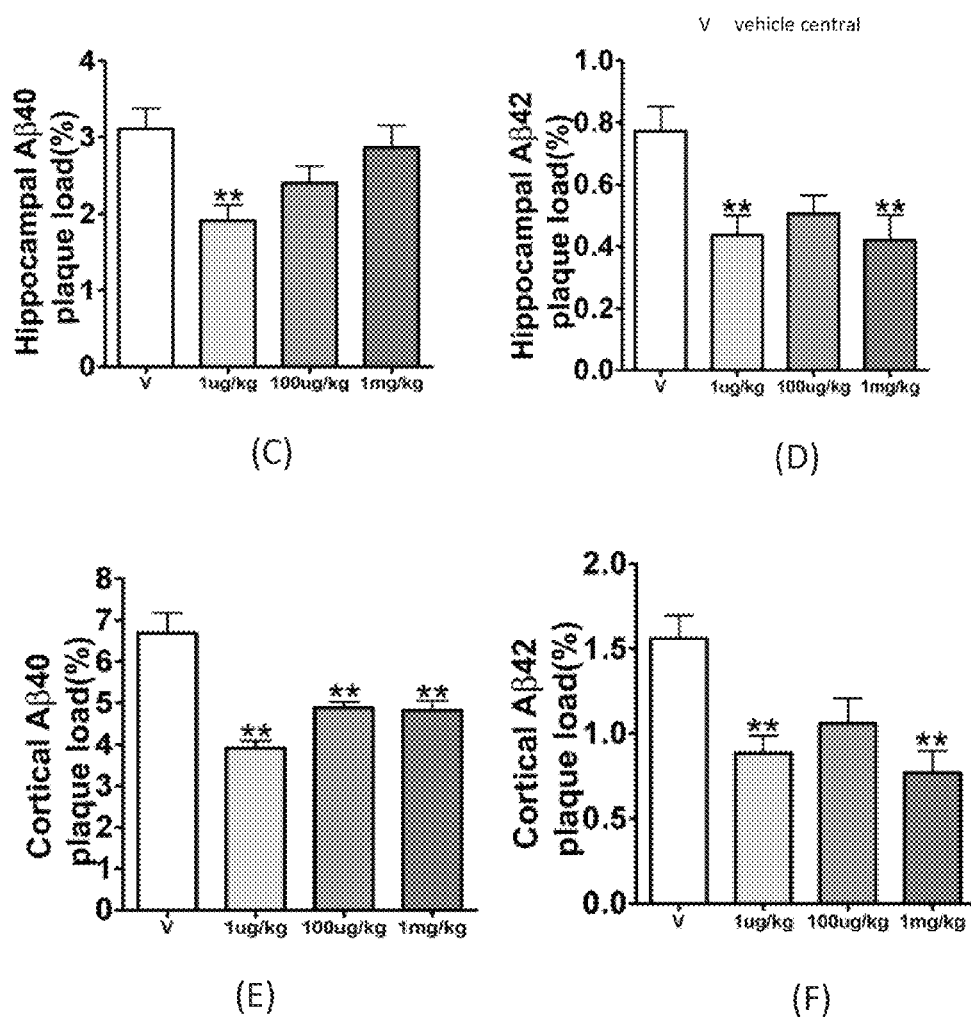 V vehicle central
Hippocampal Aβ40
plaque load(%)
4
3
2
1
0
**
V 1ug/kg 100ug/kg 1mg/kg
(C)
Hippocampal Aβ42
plaque load(%)
1.0
0.8
0.6
0.4
0.2
0.0
** **
V 1ug/kg 100ug/kg 1mg/kg
(D)
Cortical Aβ40
plaque load(%)
8
7
6
5
4
3
2
1
0
** ** **
V 1ug/kg 100ug/kg 1mg/kg
(E)
Cortical Aβ42
plaque load(%)
2.0
1.5
1.0
0.5
0.0
** **
V 1ug/kg 100ug/kg 1mg/kg
(F)